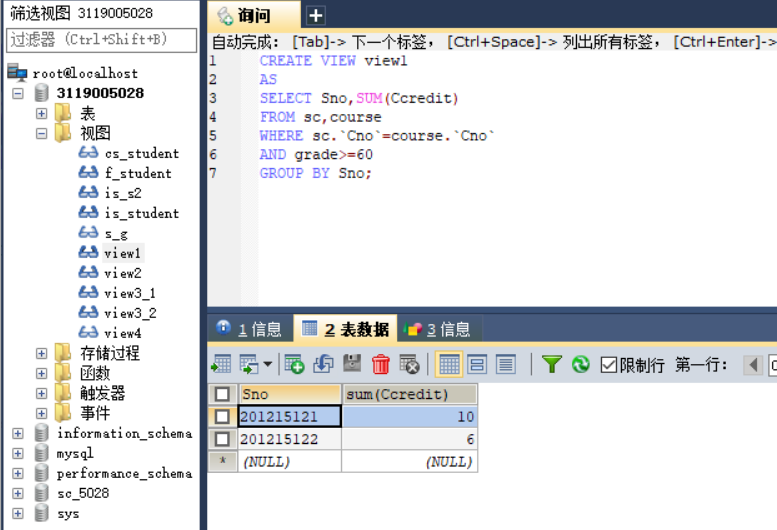 筛选视图 3119005028
过滤器 (Ctrl+Shift+B)
root@localhost
3119005028
表
视图
cs_student
f_student
is_s2
is_student
s_g
view1
view2
view3_1
view3_2
view4
存储过程
函数
触发器
事件
information_schema
mysql
performance_schema
sc_5028
sys
询问
自动完成: [Tab]-> 下一个标签, [Ctrl+Space]-> 列出所有标签, [Ctrl+Enter]->
1 CREATE VIEW view1
2 AS
3 SELECT Sno,SUM(Ccredit)
4 FROM sc,course
5 WHERE sc.`Cno`=course.`Cno`
6 AND grade>=60
7 GROUP BY Sno;
1 信息 2 表数据 3 信息
限制行 第一行:
Sno sum(Ccredit)
201215121 10
201215122 6
* (NULL) (NULL)